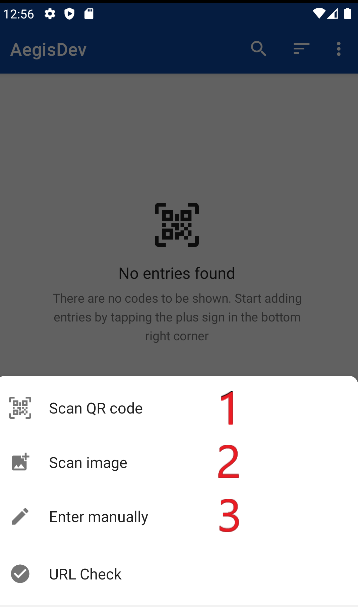 12:56
AegisDev
No entries found
There are no codes to be shown. Start adding
entries by tapping the plus sign in the bottom
right corner
Scan QR code 1
Scan image 2
Enter manually 3
URL Check